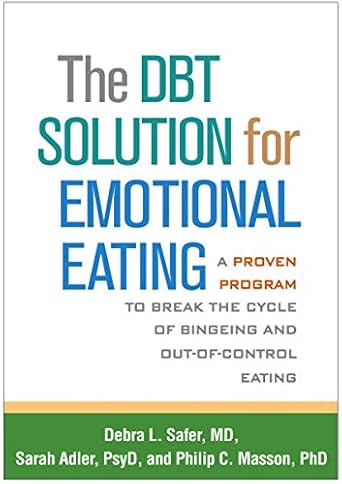 The DBT
SOLUTION for
EMOTIONAL
EATING A PROVEN
PROGRAM
TO BREAK THE CYCLE
OF BINGEING AND
OUT-OF-CONTROL
EATING
Debra L. Safer, MD,
Sarah Adler, PsyD, and Philip C. Masson, PhD